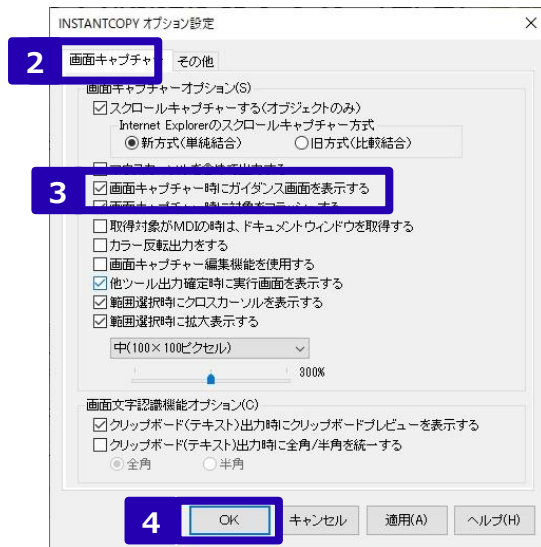 INSTANTCOPY オプション設定
2
画面キャプチャー その他
画面キャプチャーオプション(S)
スクロールキャプチャーする(オブジェクトのみ)
Internet Explorerのスクロールキャプチャー方式
新方式(単純結合) 旧方式(比較結合)
3
画面キャプチャー時にガイダンス画面を表示する
取得対象がMDIの時は、ドキュメントウィンドウを取得する
カラー反転出力をする
画面キャプチャー編集機能を使用する
他ツール出力確定時に実行画面を表示する
範囲選択時にクロスカーソルを表示する
範囲選択時に拡大表示する
中(100×100ピクセル)
300%
画面文字認識機能オプション(C)
クリップボード(テキスト)出力時にクリップボードプレビューを表示する
クリップボード(テキスト)出力時に全角/半角を統一する
全角 半角
4
OK キャンセル 適用(A) ヘルプ(H)